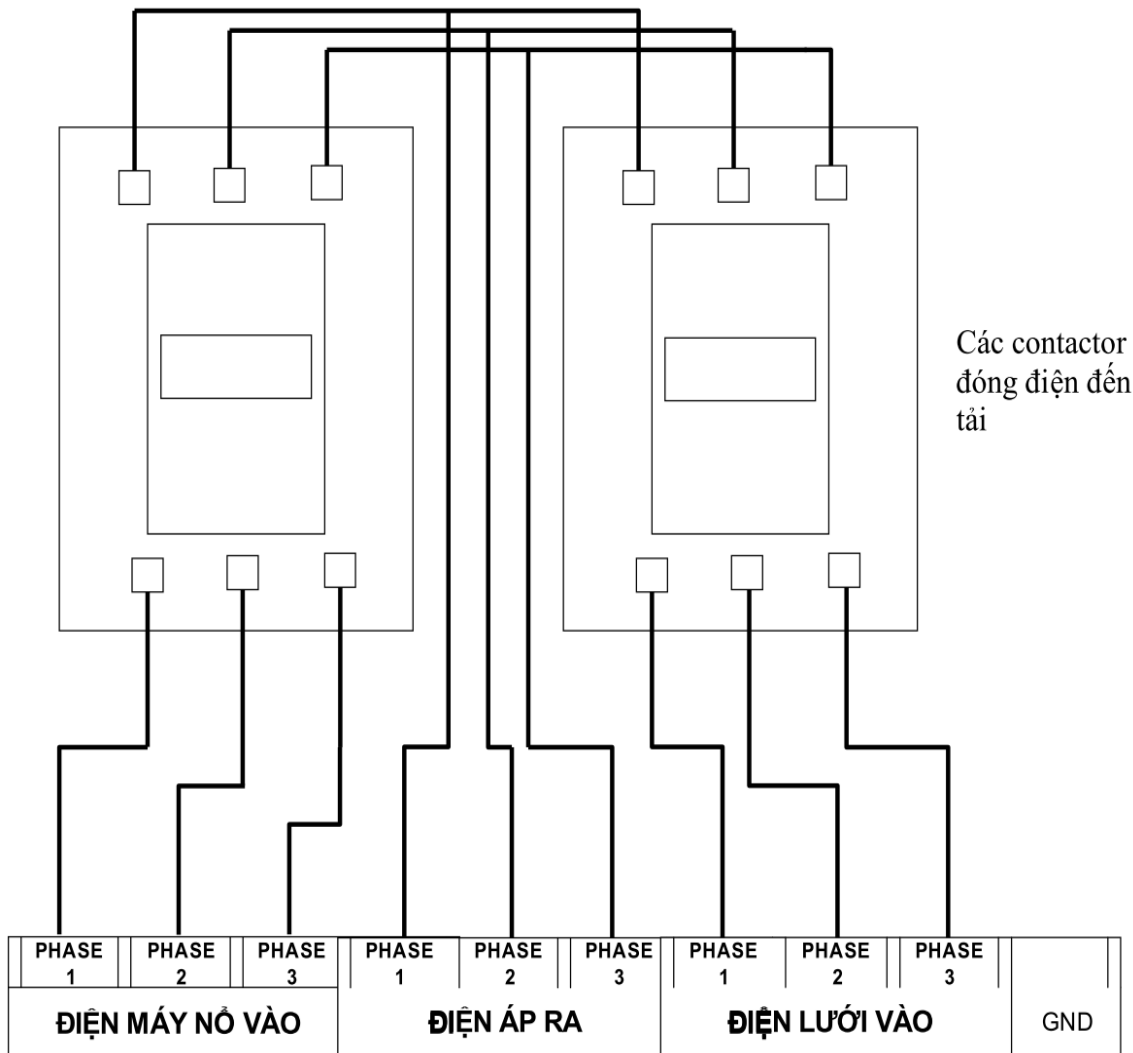 Các contactor
đóng điện đến
tải
PHASE 1
PHASE 2
PHASE 3
PHASE 1
PHASE 2
PHASE 3
PHASE 1
PHASE 2
PHASE 3
ĐIỆN MÁY NỔ VÀO
ĐIỆN ÁP RA
ĐIỆN LƯỚI VÀO
GND